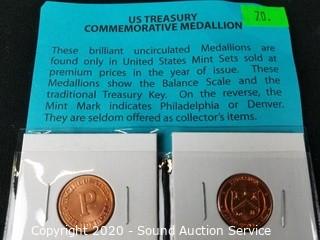 US TREASURY
COMMEMORATIVE MEDALLION
70.
These brilliant uncirculated Medallions are
found only in United States Mint Sets sold at
premium prices in the year of issue. These
Medallions show the Balance Scale and the
traditional Treasury Key. On the reverse, the
Mint Mark indicates Philadelphia or Denver.
They are seldom offered as collector's items.
P
Copyright 2020 - Sound Auction Service